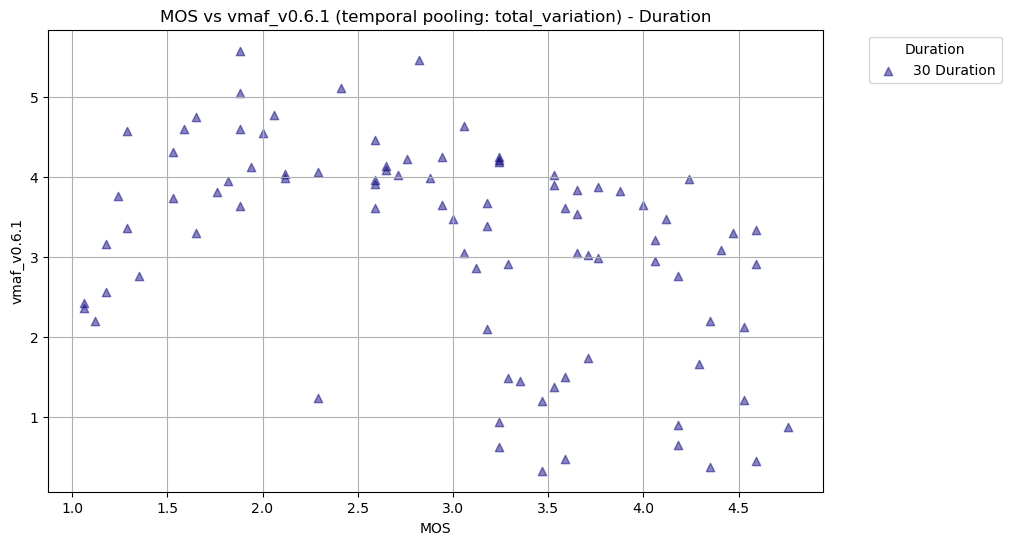 MOS vs vmaf_v0.6.1 (temporal pooling: total_variation) - Duration
Duration
30 Duration
vmaf_v0.6.1
5
4
3
2
1
1.0 1.5 2.0 2.5 3.0 3.5 4.0 4.5
MOS